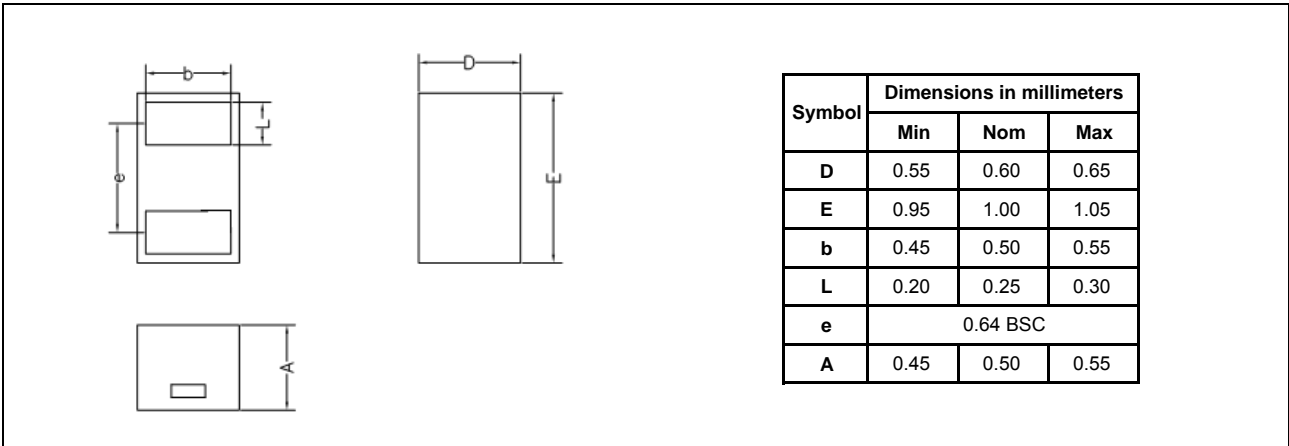 b
L
e
D
E
A
Symbol Dimensions in millimeters
Min Nom Max
D 0.55 0.60 0.65
E 0.95 1.00 1.05
b 0.45 0.50 0.55
L 0.20 0.25 0.30
e 0.64 BSC
A 0.45 0.50 0.55